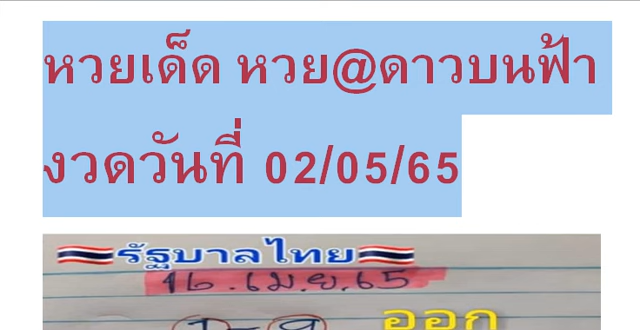 หวยเด็ด หวย@ดาวบนฟ้า
งวดวันที่ 02/05/65
รัฐบาลไทย
16.เม.ย.65
ออก